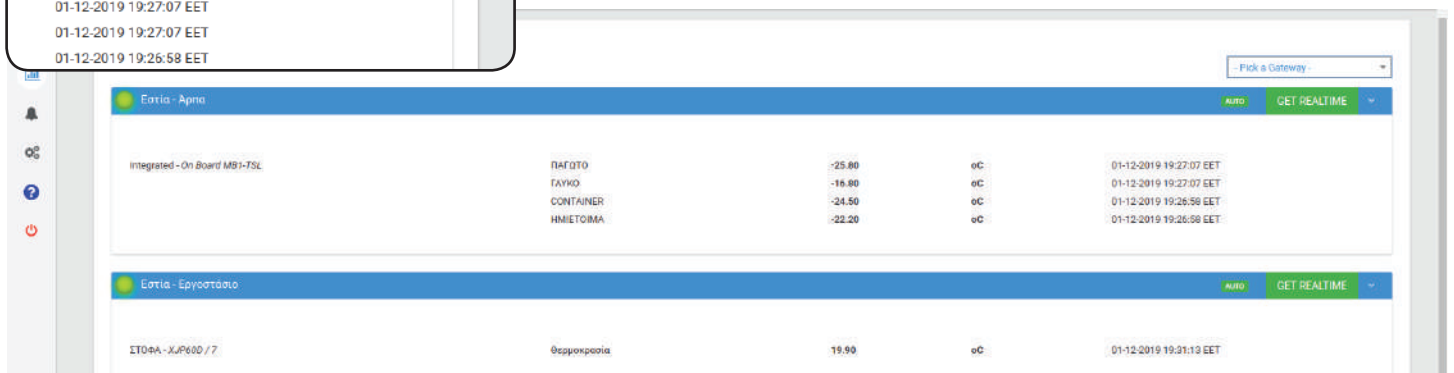 01-12-2019 19:27:07 EET
01-12-2019 19:27:07 EET
01-12-2019 19:26:58 EET
- Pick a Gateway -
Εστία - Άρπα AUTO GET REALTIME
Integrated - On Board MB1-TSL ΠΑΓΩΤΟ -25.80 oC 01-12-2019 19:27:07 EET
ΓΛΥΚΟ -16.80 oC 01-12-2019 19:27:07 EET
CONTAINER -24.50 oC 01-12-2019 19:26:58 EET
ΗΜΙΕΤΟΙΜΑ -22.20 oC 01-12-2019 19:26:58 EET
Εστία - Εργοστάσιο AUTO GET REALTIME
ΣΤΟΦΑ - XJP60D / 7 Θερμοκρασία 19.90 oC 01-12-2019 19:31:13 EET